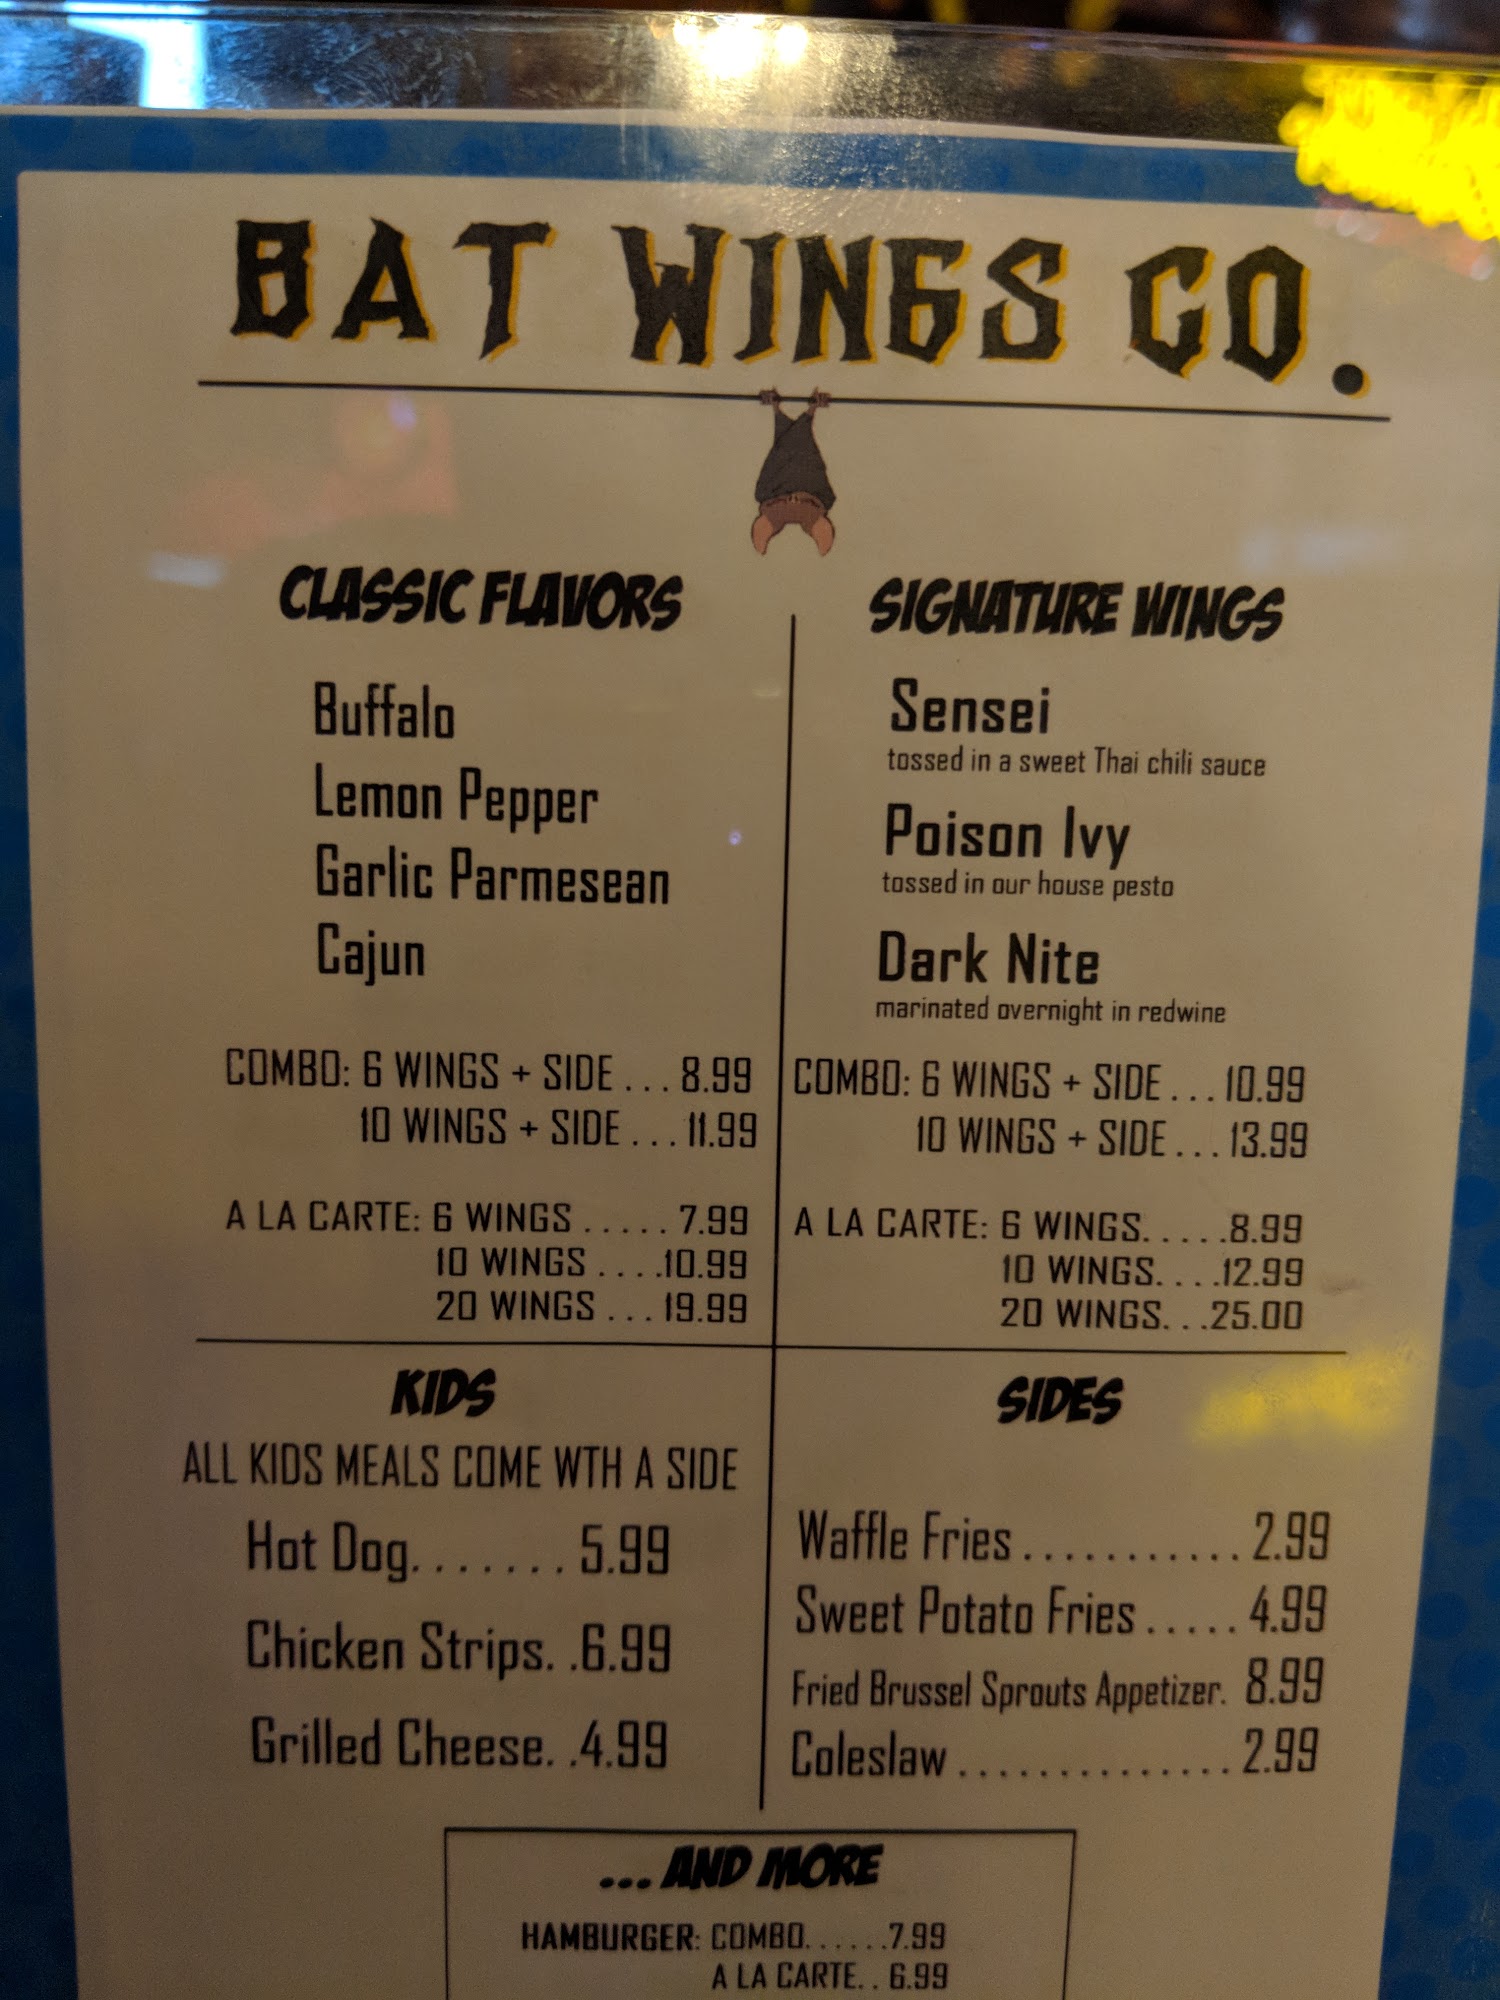 BAT WINGS CO.
CLASSIC FLAVORS
Buffalo
Lemon Pepper
Garlic Parmesean
Cajun
COMBO: 6 WINGS + SIDE ... 8.99
10 WINGS + SIDE ... 11.99
A LA CARTE: 6 WINGS ..... 7.99
10 WINGS ....10.99
20 WINGS ... 19.99
SIGNATURE WINGS
Sensei
tossed in a sweet Thai chili sauce
Poison Ivy
tossed in our house pesto
Dark Nite
marinated overnight in redwine
COMBO: 6 WINGS + SIDE ... 10.99
10 WINGS + SIDE ... 13.99
A LA CARTE: 6 WINGS. . . . .8.99
10 WINGS. . . .12.99
20 WINGS. . .25.00
KIDS
ALL KIDS MEALS COME WTH A SIDE
Hot Dog. . . . . . . 5.99
Chicken Strips. .6.99
Grilled Cheese. .4.99
SIDES
Waffle Fries . . . . . . . . . . . 2.99
Sweet Potato Fries . . . . . 4.99
Fried Brussel Sprouts Appetizer. 8.99
Coleslaw . . . . . . . . . . . . . . 2.99
... AND MORE
HAMBURGER: COMBO. . . . . .7.99
A LA CARTE. . 6.99